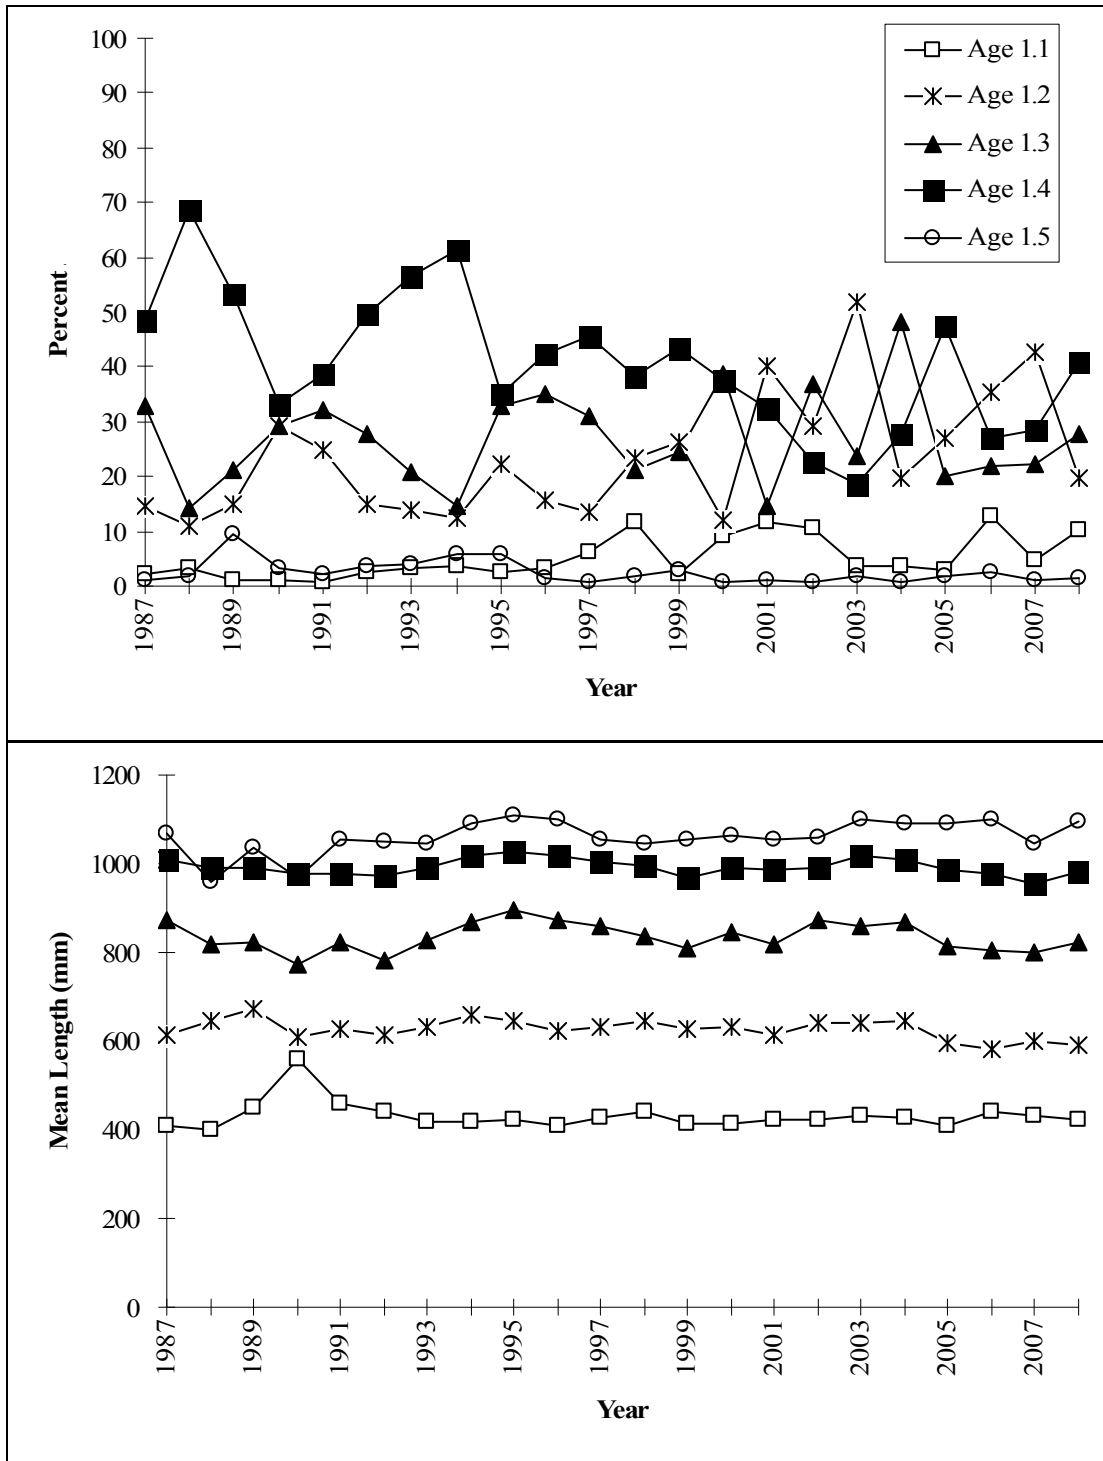 100
90
80
70
60
50
40
30
20
10
0
Percent
Age 1.1
Age 1.2
Age 1.3
Age 1.4
Age 1.5
1987 1989 1991 1993 1995 1997 1999 2001 2003 2005 2007
Year
1200
1000
800
600
400
200
0
Mean Length (mm)
1987 1989 1991 1993 1995 1997 1999 2001 2003 2005 2007
Year